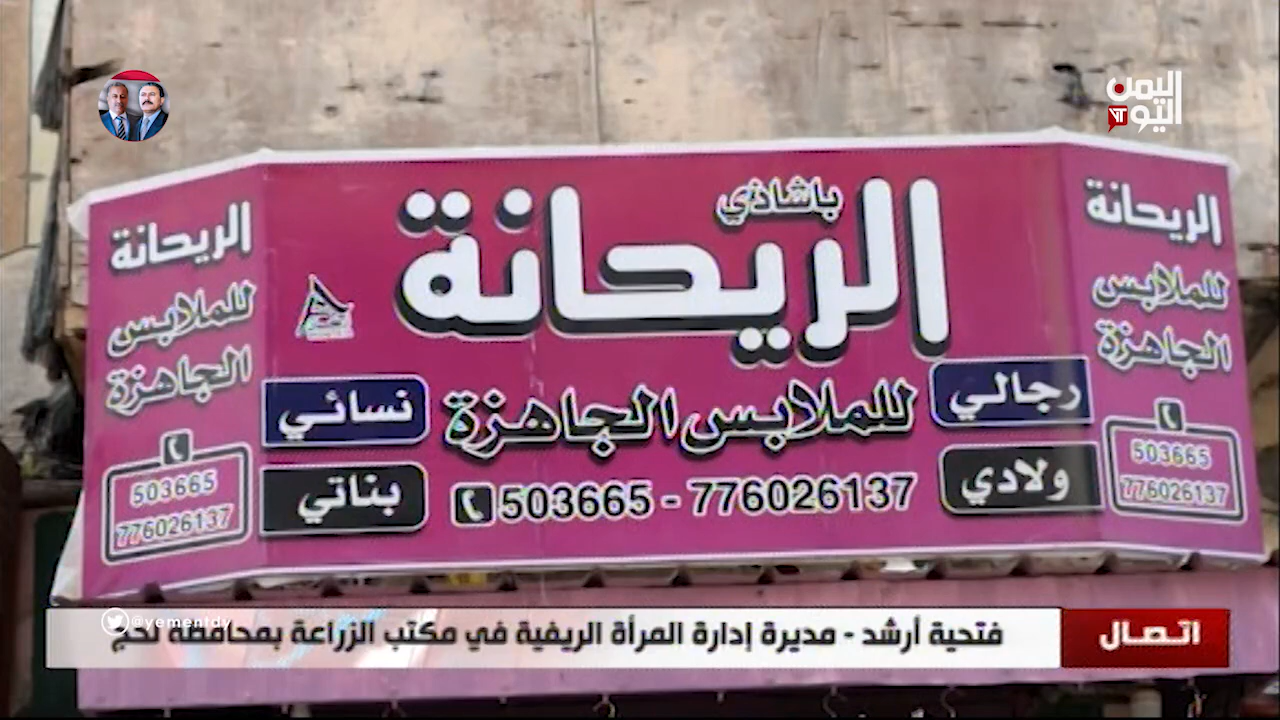 اليمن
اليوم
باشاذي
الريحانة
للملابس الجاهزة
رجالي
نسائي
ولادي
بناتي
503665 - 776026137
الريحانة
للملابس
الجاهزة
503665
776026137
الريحانة
للملابس
الجاهزة
503665
776026137
اتصال
فتحية أرشد - مديرة إدارة المرأة الريفية في مكتب الزراعة بمحافظة لحج
@yementdy